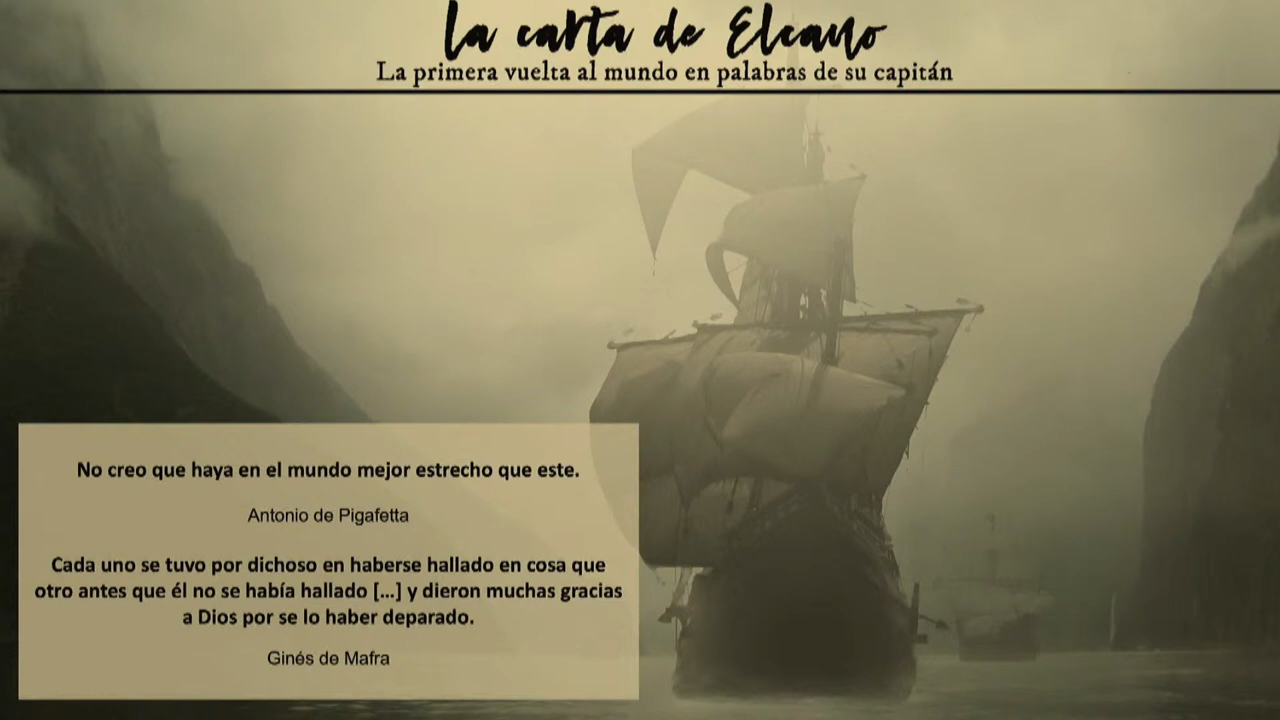 La carta de Elcano
La primera vuelta al mundo en palabras de su capitán
No creo que haya en el mundo mejor estrecho que este.
Antonio de Pigafetta
Cada uno se tuvo por dichoso en haberse hallado en cosa que
otro antes que él no se había hallado [...] y dieron muchas gracias
a Dios por se lo haber deparado.
Ginés de Mafra